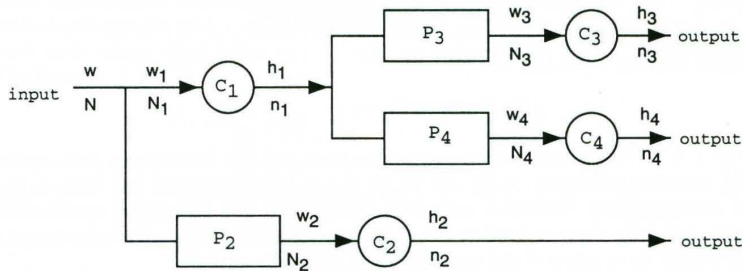 P3 w3 N3 C3 h3 n3 output
input w N w1 N1 C1 h1 n1
P4 w4 N4 C4 h4 n4 output
P2 w2 N2 C2 h2 n2 output